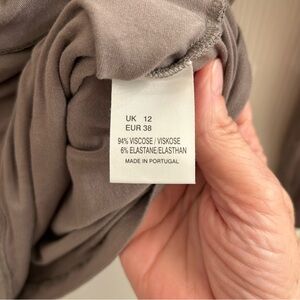 UK 12
EUR 38
94% VISCOSE / VISKOSE
6% ELASTANE/ELASTHAN
MADE IN PORTUGAL